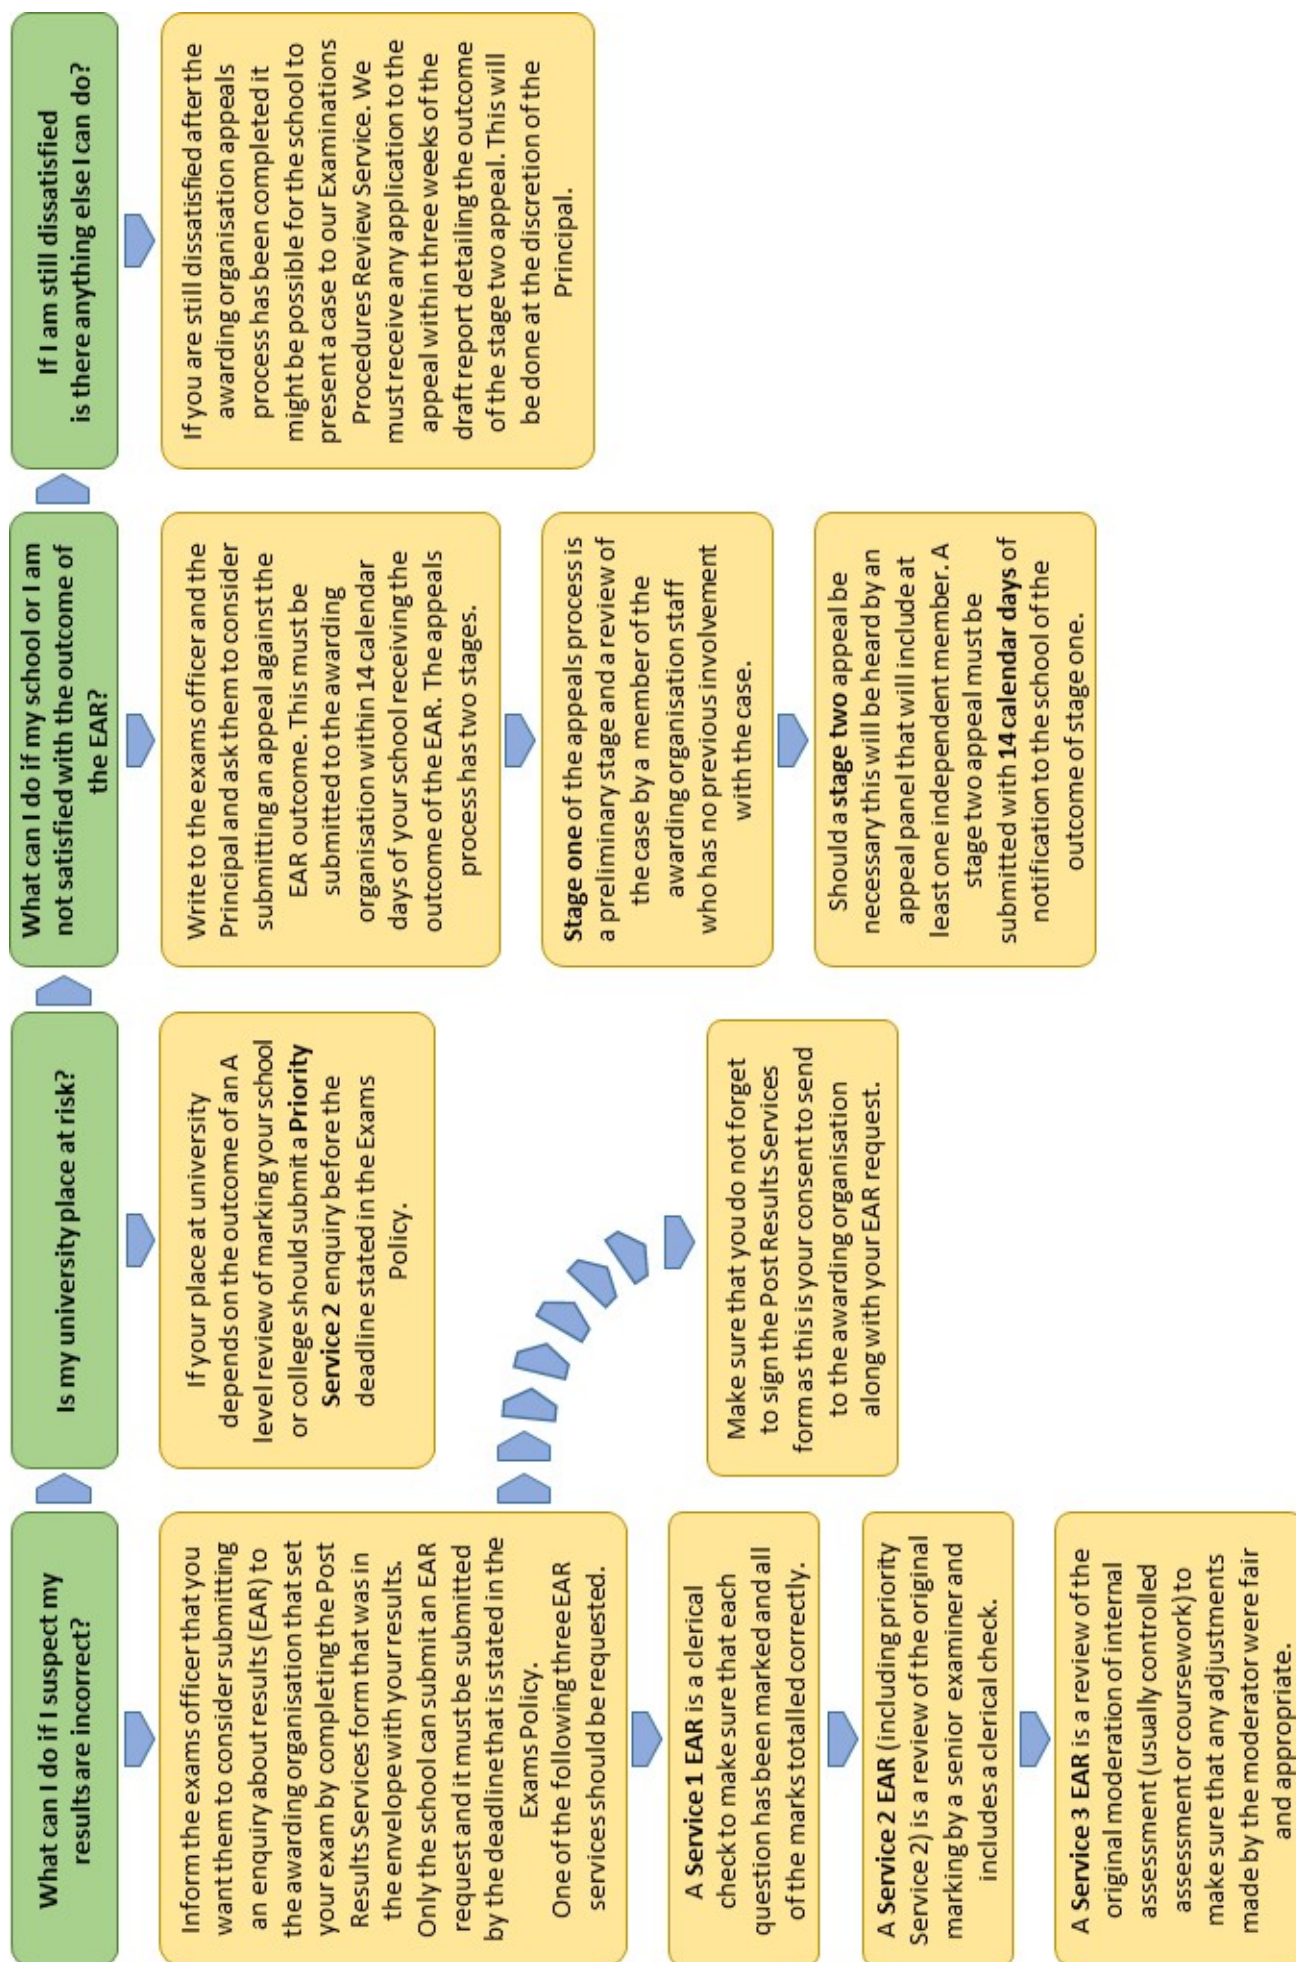 What can I do if I suspect my
results are incorrect?
Inform the exams officer that you
want them to consider submitting
an enquiry about results (EAR) to
the awarding organisation that set
your exam by completing the Post
Results Services form that was in
the envelope with your results.
Only the school can submit an EAR
request and it must be submitted
by the deadline that is stated in the
Exams Policy.
One of the following three EAR
services should be requested.
A Service 1 EAR is a clerical
check to make sure that each
question has been marked and all
of the marks totalled correctly.
A Service 2 EAR (including priority
Service 2) is a review of the original
marking by a senior examiner and
includes a clerical check.
A Service 3 EAR is a review of the
original moderation of internal
assessment (usually controlled
assessment or coursework) to
make sure that any adjustments
made by the moderator were fair
and appropriate.
Is my university place at risk?
If your place at university
depends on the outcome of an A
level review of marking your school
or college should submit a Priority
Service 2 enquiry before the
deadline stated in the Exams
Policy.
Make sure that you do not forget
to sign the Post Results Services
form as this is your consent to send
to the awarding organisation
along with your EAR request.
What can I do if my school or I am
not satisfied with the outcome of
the EAR?
Write to the exams officer and the
Principal and ask them to consider
submitting an appeal against the
EAR outcome. This must be
submitted to the awarding
organisation within 14 calendar
days of your school receiving the
outcome of the EAR. The appeals
process has two stages.
Stage one of the appeals process is
a preliminary stage and a review of
the case by a member of the
awarding organisation staff
who has no previous involvement
with the case.
Should a stage two appeal be
necessary this will be heard by an
appeal panel that will include at
least one independent member. A
stage two appeal must be
submitted with 14 calendar days of
notification to the school of the
outcome of stage one.
If I am still dissatisfied
is there anything else I can do?
If you are still dissatisfied after the
awarding organisation appeals
process has been completed it
might be possible for the school to
present a case to our Examinations
Procedures Review Service. We
must receive any application to the
appeal within three weeks of the
draft report detailing the outcome
of the stage two appeal. This will
be done at the discretion of the
Principal.